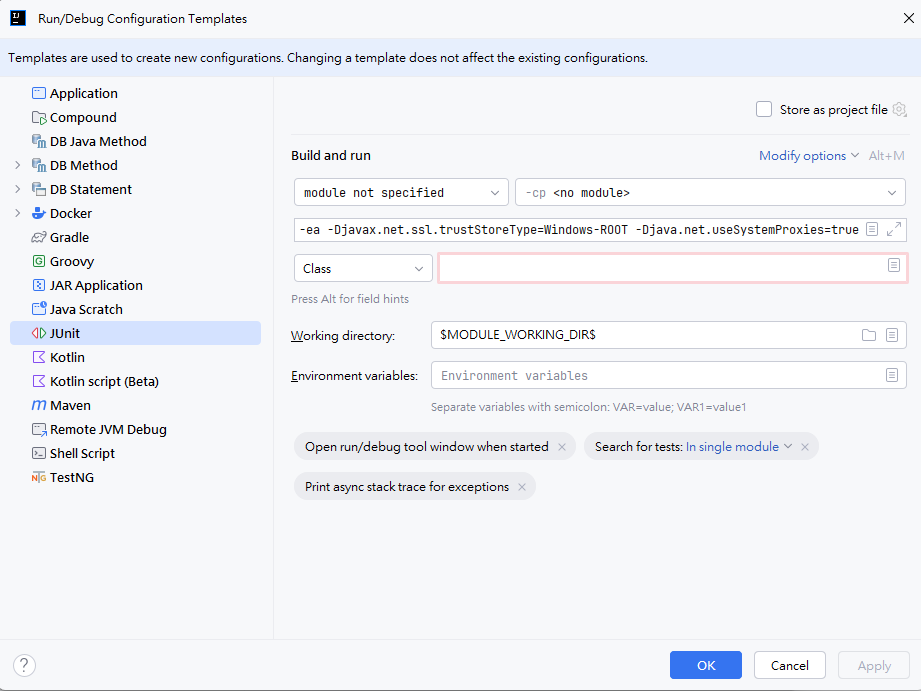 Run/Debug Configuration Templates
Templates are used to create new configurations. Changing a template does not affect the existing configurations.
Application
Compound
DB Java Method
DB Method
DB Statement
Docker
Gradle
Groovy
JAR Application
Java Scratch
JUnit
Kotlin
Kotlin script (Beta)
Maven
Remote JVM Debug
Shell Script
TestNG
Store as project file
Build and run
Modify options Alt+M
module not specified
-cp <no module>
-ea -Djavax.net.ssl.trustStoreType=Windows-ROOT -Djava.net.useSystemProxies=true
Class
Press Alt for field hints
Working directory: $MODULE_WORKING_DIR$
Environment variables: Environment variables
Separate variables with semicolon: VAR=value; VAR1=value1
Open run/debug tool window when started
Search for tests: In single module
Print async stack trace for exceptions
?
OK
Cancel
Apply